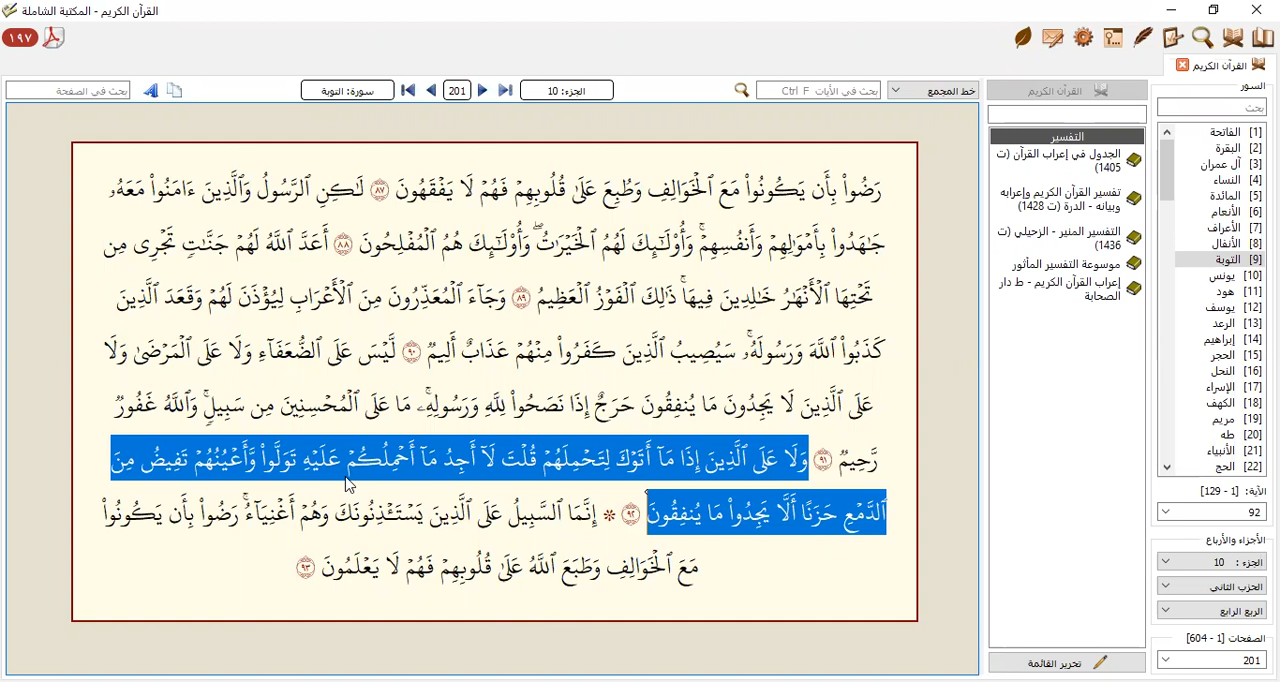 القرآن الكريم - المكتبة الشاملة
١٩٧
القرآن الكريم
السور
بحث
[1] الفاتحة
[2] البقرة
[3] آل عمران
[4] النساء
[5] المائدة
[6] الأنعام
[7] الأعراف
[8] الأنفال
[9] التوبة
[10] يونس
[11] هود
[12] يوسف
[13] الرعد
[14] إبراهيم
[15] الحجر
[16] النحل
[17] الإسراء
[18] الكهف
[19] مريم
[20] طه
[21] الأنبياء
[22] الحج
الآية: [1 - 129]
92
الأجزاء والأرباع
الجزء : 10
الحزب الثاني
الربع الرابع
الصفحات [1 - 604]
201
القرآن الكريم
التفسير
الجدول في إعراب القرآن (ت
1405)
تفسير القرآن الكريم وإعرابه
وبيانه - الدرة (ت 1428)
التفسير المنير - الزحيلي (ت
1436)
موسوعة التفسير المأثور
إعراب القرآن الكريم - ط دار
الصحابة
تحرير القائمة
خط المجمع
بحث في الآيات Ctrl F
الجزء: 10
201
سورة: التوبة
بحث في الصفحة
رَضُوا۟ بِأَن يَكُونُوا۟ مَعَ ٱلْخَوَالِفِ وَطُبِعَ عَلَىٰ قُلُوبِهِمْ فَهُمْ لَا يَفْقَهُونَ ٨٧ لَـٰكِنِ ٱلرَّسُولُ وَٱلَّذِينَ ءَامَنُوا۟ مَعَهُۥ
جَـٰهَدُوا۟ بِأَمْوَٰلِهِمْ وَأَنفُسِهِمْۚ وَأُو۟لَـٰٓئِكَ لَهُمُ ٱلْخَيْرَٰتُۖ وَأُو۟لَـٰٓئِكَ هُمُ ٱلْمُفْلِحُونَ ٨٨ أَعَدَّ ٱللَّهُ لَهُمْ جَنَّـٰتٍ تَجْرِى مِن
تَحْتِهَا ٱلْأَنْهَـٰرُ خَـٰلِدِينَ فِيهَاۚ ذَٰلِكَ ٱلْفَوْزُ ٱلْعَظِيمُ ٨٩ وَجَآءَ ٱلْمُعَذِّرُونَ مِنَ ٱلْأَعْرَابِ لِيُؤْذَنَ لَهُمْ وَقَعَدَ ٱلَّذِينَ
كَذَبُوا۟ ٱللَّهَ وَرَسُولَهُۥۚ سَيُصِيبُ ٱلَّذِينَ كَفَرُوا۟ مِنْهُمْ عَذَابٌ أَلِيمٌ ٩٠ لَّيْسَ عَلَى ٱلضُّعَفَآءِ وَلَا عَلَى ٱلْمَرْضَىٰ وَلَا
عَلَى ٱلَّذِينَ لَا يَجِدُونَ مَا يُنفِقُونَ حَرَجٌ إِذَا نَصَحُوا۟ لِلَّهِ وَرَسُولِهِۦۚ مَا عَلَى ٱلْمُحْسِنِينَ مِن سَبِيلٍۚ وَٱللَّهُ غَفُورٌ
رَّحِيمٌ ٩١ وَلَا عَلَى ٱلَّذِينَ إِذَا مَآ أَتَوْكَ لِتَحْمِلَهُمْ قُلْتَ لَآ أَجِدُ مَآ أَحْمِلُكُمْ عَلَيْهِ تَوَلَّوا۟ وَّأَعْيُنُهُمْ تَفِيضُ مِنَ
ٱلدَّمْعِ حَزَنًا أَلَّا يَجِدُوا۟ مَا يُنفِقُونَ ٩٢ ۞ إِنَّمَا ٱلسَّبِيلُ عَلَى ٱلَّذِينَ يَسْتَـْٔذِنُونَكَ وَهُمْ أَغْنِيَآءُۚ رَضُوا۟ بِأَن يَكُونُوا۟
مَعَ ٱلْخَوَالِفِ وَطَبَعَ ٱللَّهُ عَلَىٰ قُلُوبِهِمْ فَهُمْ لَا يَعْلَمُونَ ٩٣